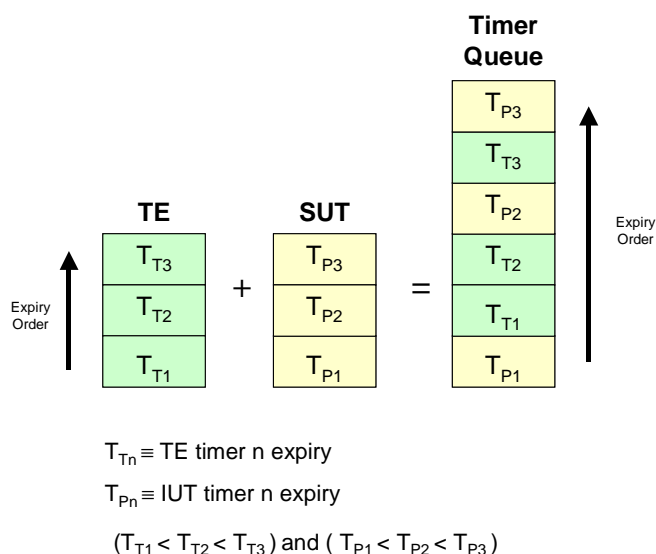 Timer
Queue
T_P3
T_T3
T_P2
T_T2
T_T1
T_P1
Expiry
Order
TE
T_T3
T_T2
T_T1
Expiry
Order
+
SUT
T_P3
T_P2
T_P1
=
T_Tn ≡ TE timer n expiry
T_Pn ≡ IUT timer n expiry
(T_T1 < T_T2 < T_T3 ) and ( T_P1 < T_P2 < T_P3 )